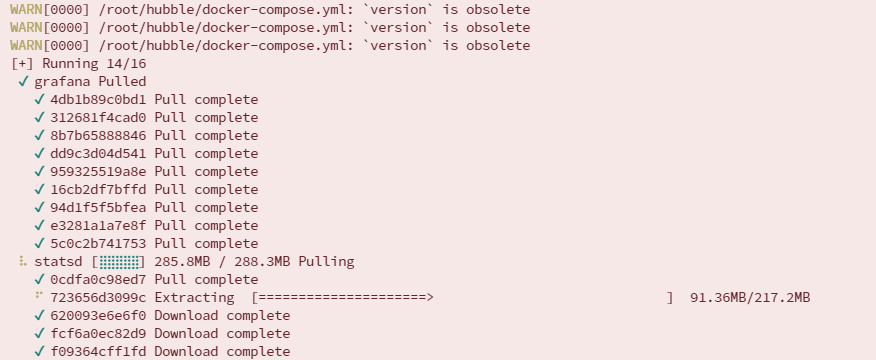 WARN[0000] /root/hubble/docker-compose.yml: `version` is obsolete
WARN[0000] /root/hubble/docker-compose.yml: `version` is obsolete
WARN[0000] /root/hubble/docker-compose.yml: `version` is obsolete
[+] Running 14/16
✓ grafana Pulled
✓ 4db1b89c0bd1 Pull complete
✓ 312681f4cad0 Pull complete
✓ 8b7b65888846 Pull complete
✓ dd9c3d04d541 Pull complete
✓ 959325519a8e Pull complete
✓ 16cb2df7bffd Pull complete
✓ 94d1f5f5bfea Pull complete
✓ e3281a1a7e8f Pull complete
✓ 5c0c2b741753 Pull complete
⠧ statsd [⣿⣿⣿⣿⣿] 285.8MB / 288.3MB Pulling
✓ 0cdfa0c98ed7 Pull complete
⠋ 723656d3099c Extracting [=====================>                             ] 91.36MB/217.2MB
✓ 620093e6e6f0 Download complete
✓ fcf6a0ec82d9 Download complete
✓ f09364cff1fd Download complete